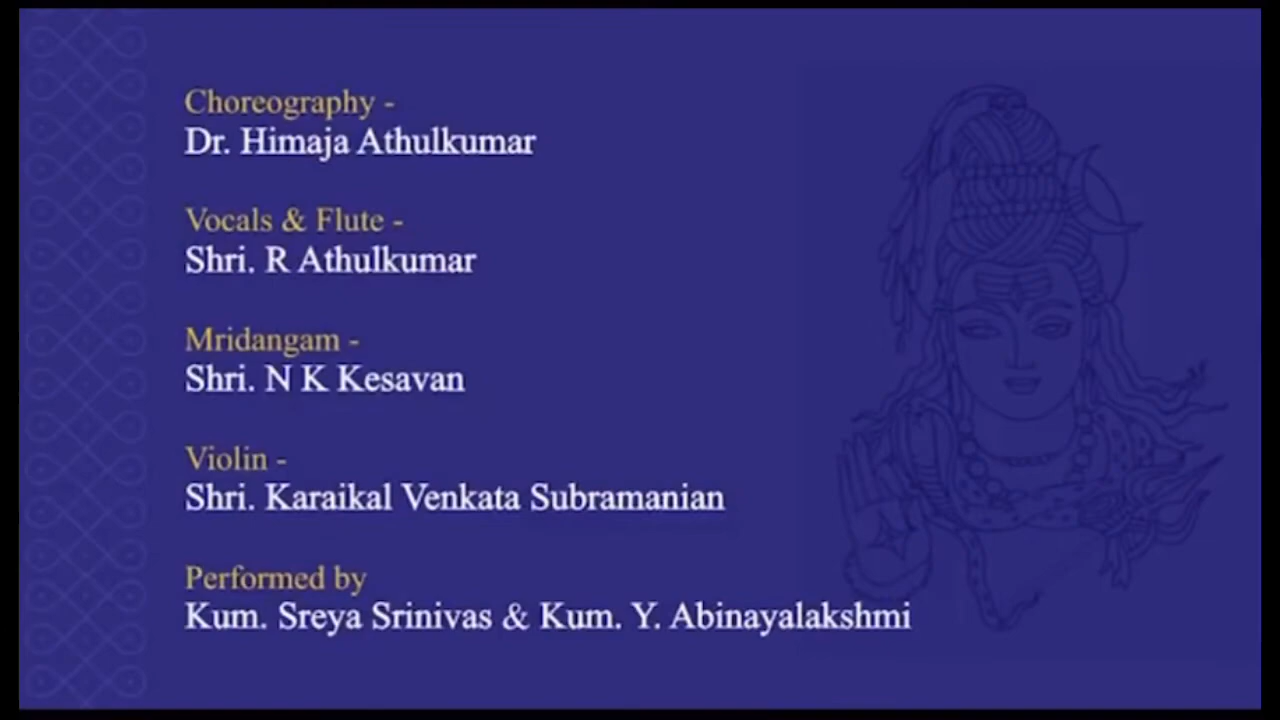 Choreography -
Dr. Himaja Athulkumar
Vocals & Flute -
Shri. R Athulkumar
Mridangam -
Shri. N K Kesavan
Violin -
Shri. Karaikal Venkata Subramanian
Performed by
Kum. Sreya Srinivas & Kum. Y. Abinayalakshmi